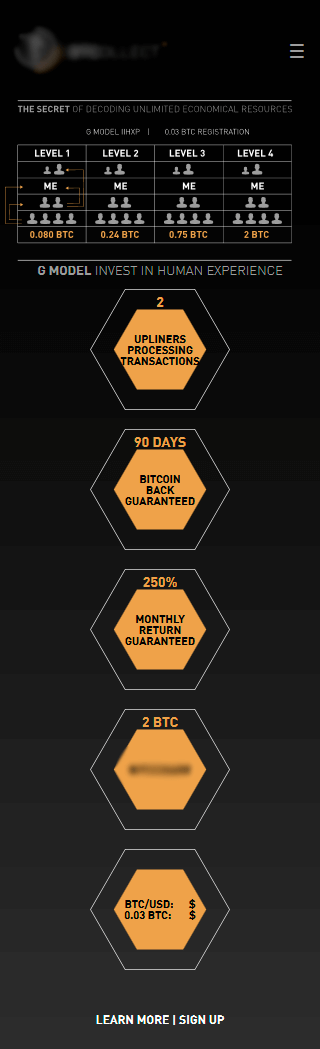 THE SECRET OF DECODING UNLIMITED ECONOMICAL RESOURCES
G MODEL IIHXP | 0.03 BTC REGISTRATION
LEVEL 1 LEVEL 2 LEVEL 3 LEVEL 4
ME ME ME ME
0.080 BTC 0.24 BTC 0.75 BTC 2 BTC
G MODEL INVEST IN HUMAN EXPERIENCE
2
UPLINERS
PROCESSING
TRANSACTIONS
90 DAYS
BITCOIN
BACK
GUARANTEED
250%
MONTHLY
RETURN
GUARANTEED
2 BTC
BTC/USD: $
0.03 BTC: $
LEARN MORE | SIGN UP